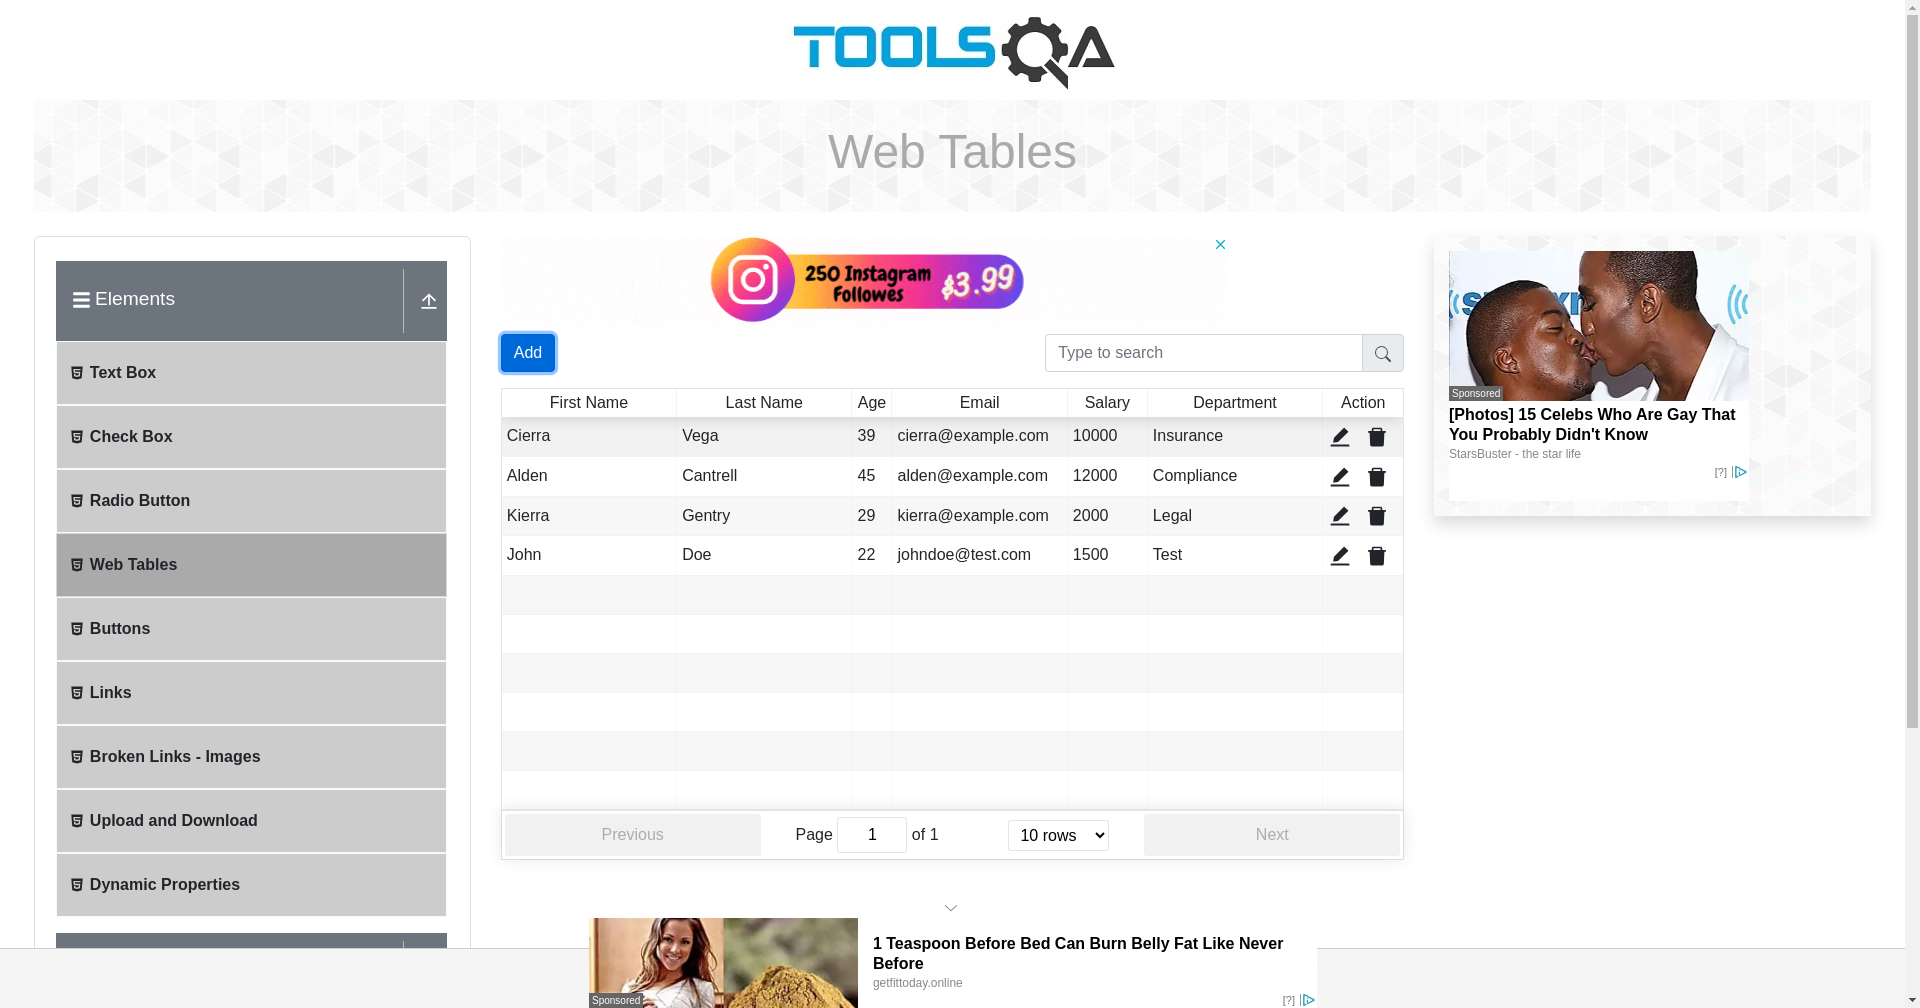 TOOLSQA
Web Tables
Elements
Text Box
Check Box
Radio Button
Web Tables
Buttons
Links
Broken Links - Images
Upload and Download
Dynamic Properties
250 Instagram
Followes
$3.99
Add
Type to search
First Name Last Name Age Email Salary Department Action
Cierra Vega 39 cierra@example.com 10000 Insurance
Alden Cantrell 45 alden@example.com 12000 Compliance
Kierra Gentry 29 kierra@example.com 2000 Legal
John Doe 22 johndoe@test.com 1500 Test
Previous Page 1 of 1 10 rows Next
Sponsored
[Photos] 15 Celebs Who Are Gay That
You Probably Didn't Know
StarsBuster - the star life
[?]
1 Teaspoon Before Bed Can Burn Belly Fat Like Never
Before
getfittoday.online
Sponsored
[?]